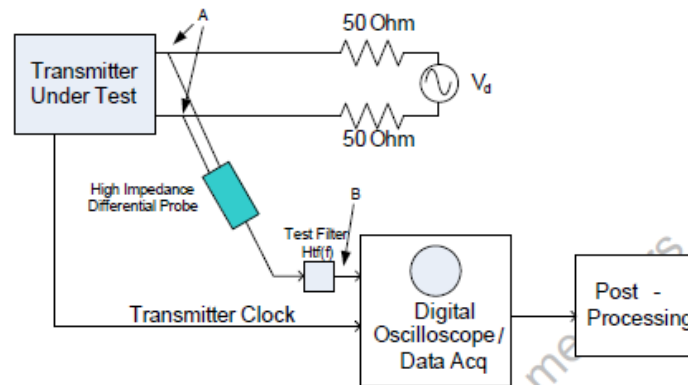 A
50 Ohm
Transmitter
Under Test
Vd
50 Ohm
High Impedance
Differential Probe
B
Test Filter
Htf(f)
Transmitter Clock
Digital
Oscilloscope /
Data Acq
Post -
Processing